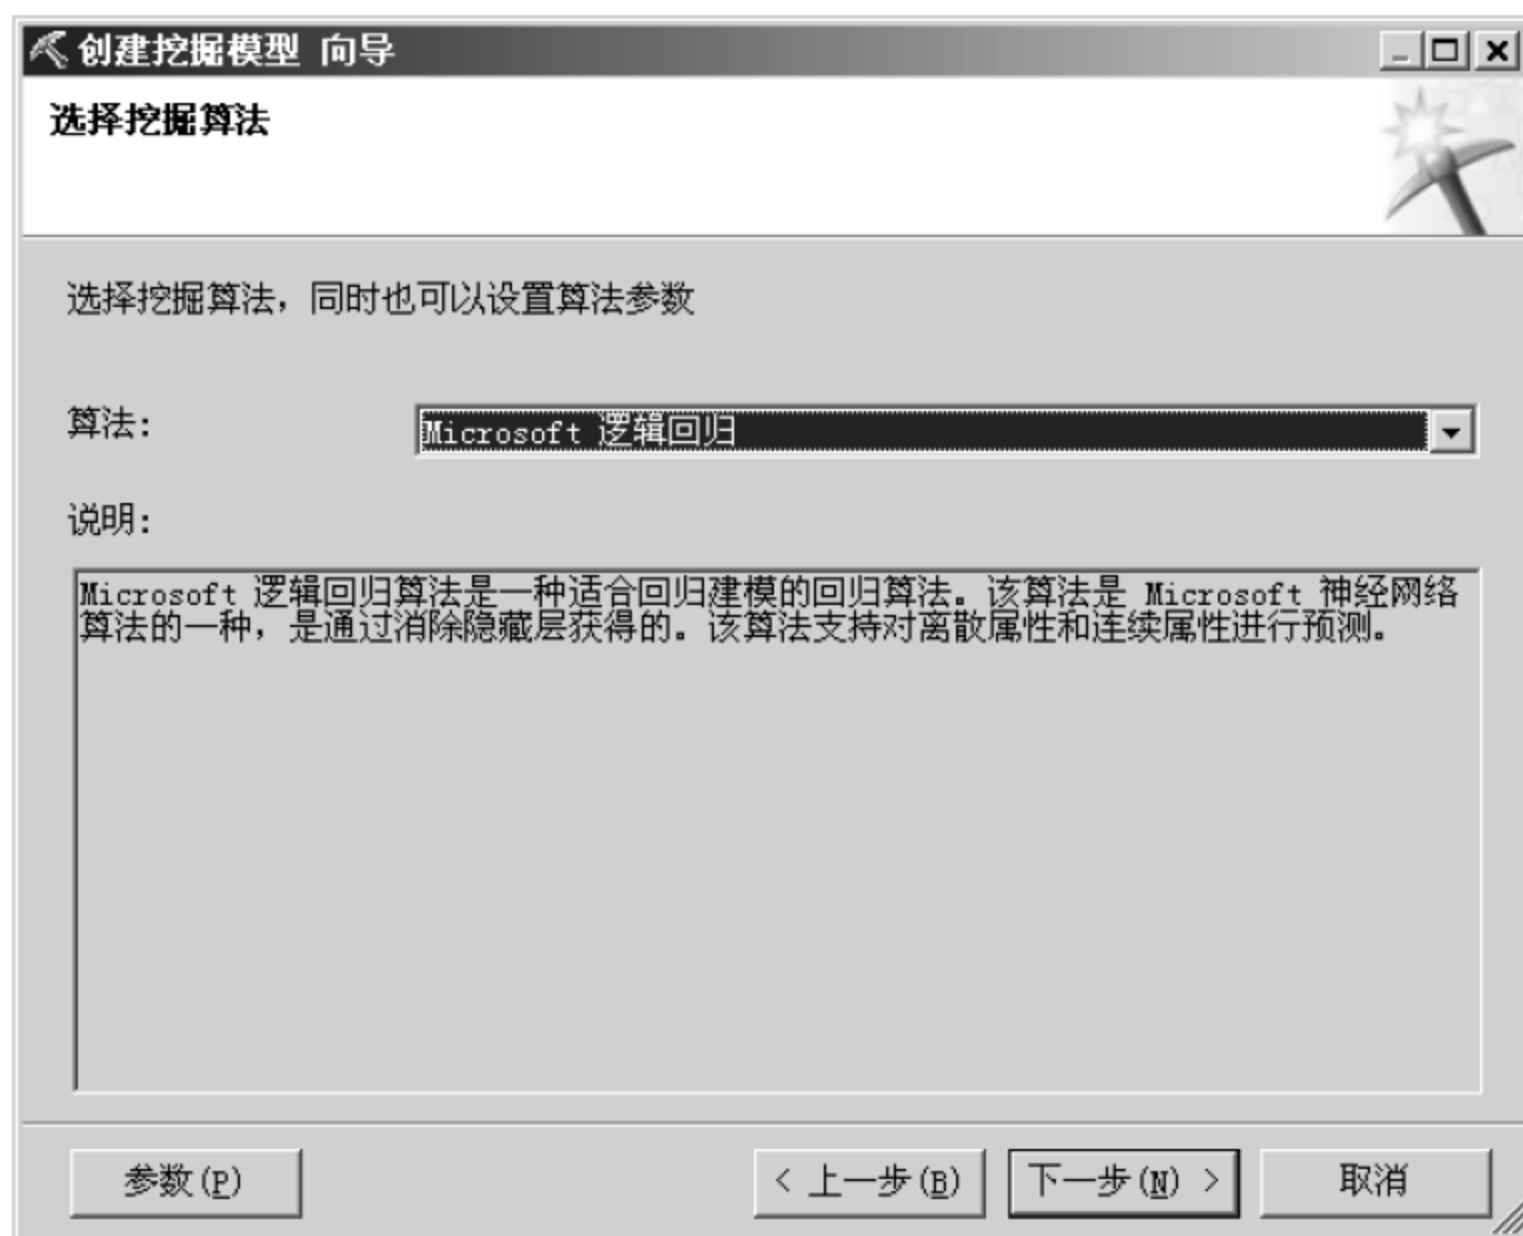 创建挖掘模型 向导
选择挖掘算法
选择挖掘算法，同时也可以设置算法参数
算法:
Microsoft 逻辑回归
说明:
Microsoft 逻辑回归算法是一种适合回归建模的回归算法。该算法是 Microsoft 神经网络
算法的一种，是通过消除隐藏层获得的。该算法支持对离散属性和连续属性进行预测。
参数(P)
< 上一步(B)
下一步(N) >
取消